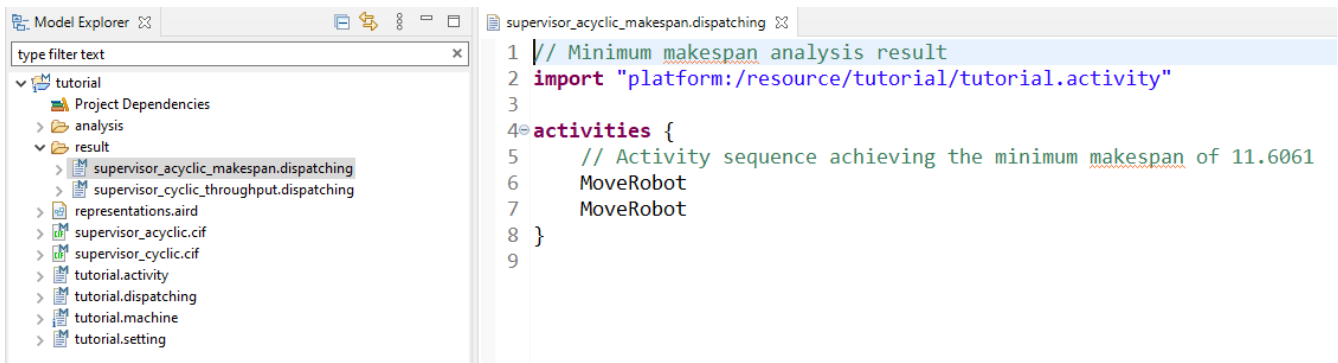 Model Explorer
type filter text
tutorial
Project Dependencies
analysis
result
supervisor_acyclic_makespan.dispatching
supervisor_cyclic_throughput.dispatching
representations.aird
supervisor_acyclic.cif
supervisor_cyclic.cif
tutorial.activity
tutorial.dispatching
tutorial.machine
tutorial.setting
supervisor_acyclic_makespan.dispatching
1 // Minimum makespan analysis result
2 import "platform:/resource/tutorial/tutorial.activity"
3
4 activities {
5 // Activity sequence achieving the minimum makespan of 11.6061
6 MoveRobot
7 MoveRobot
8 }
9